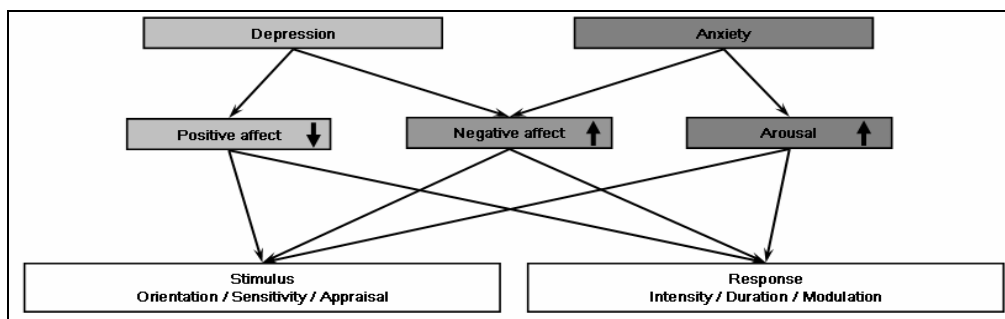 Depression
Anxiety
Positive affect
Negative affect
Arousal
Stimulus
Orientation / Sensitivity / Appraisal
Response
Intensity / Duration / Modulation